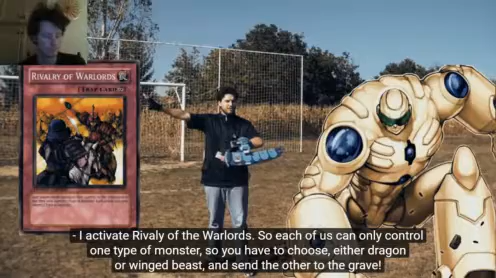 RIVALRY OF WARLORDS
[TRAP CARD
- I activate Rivaly of the Warlords. So each of us can only control
one type of monster, so you have to choose, either dragon
or winged beast, and send the other to the grave!